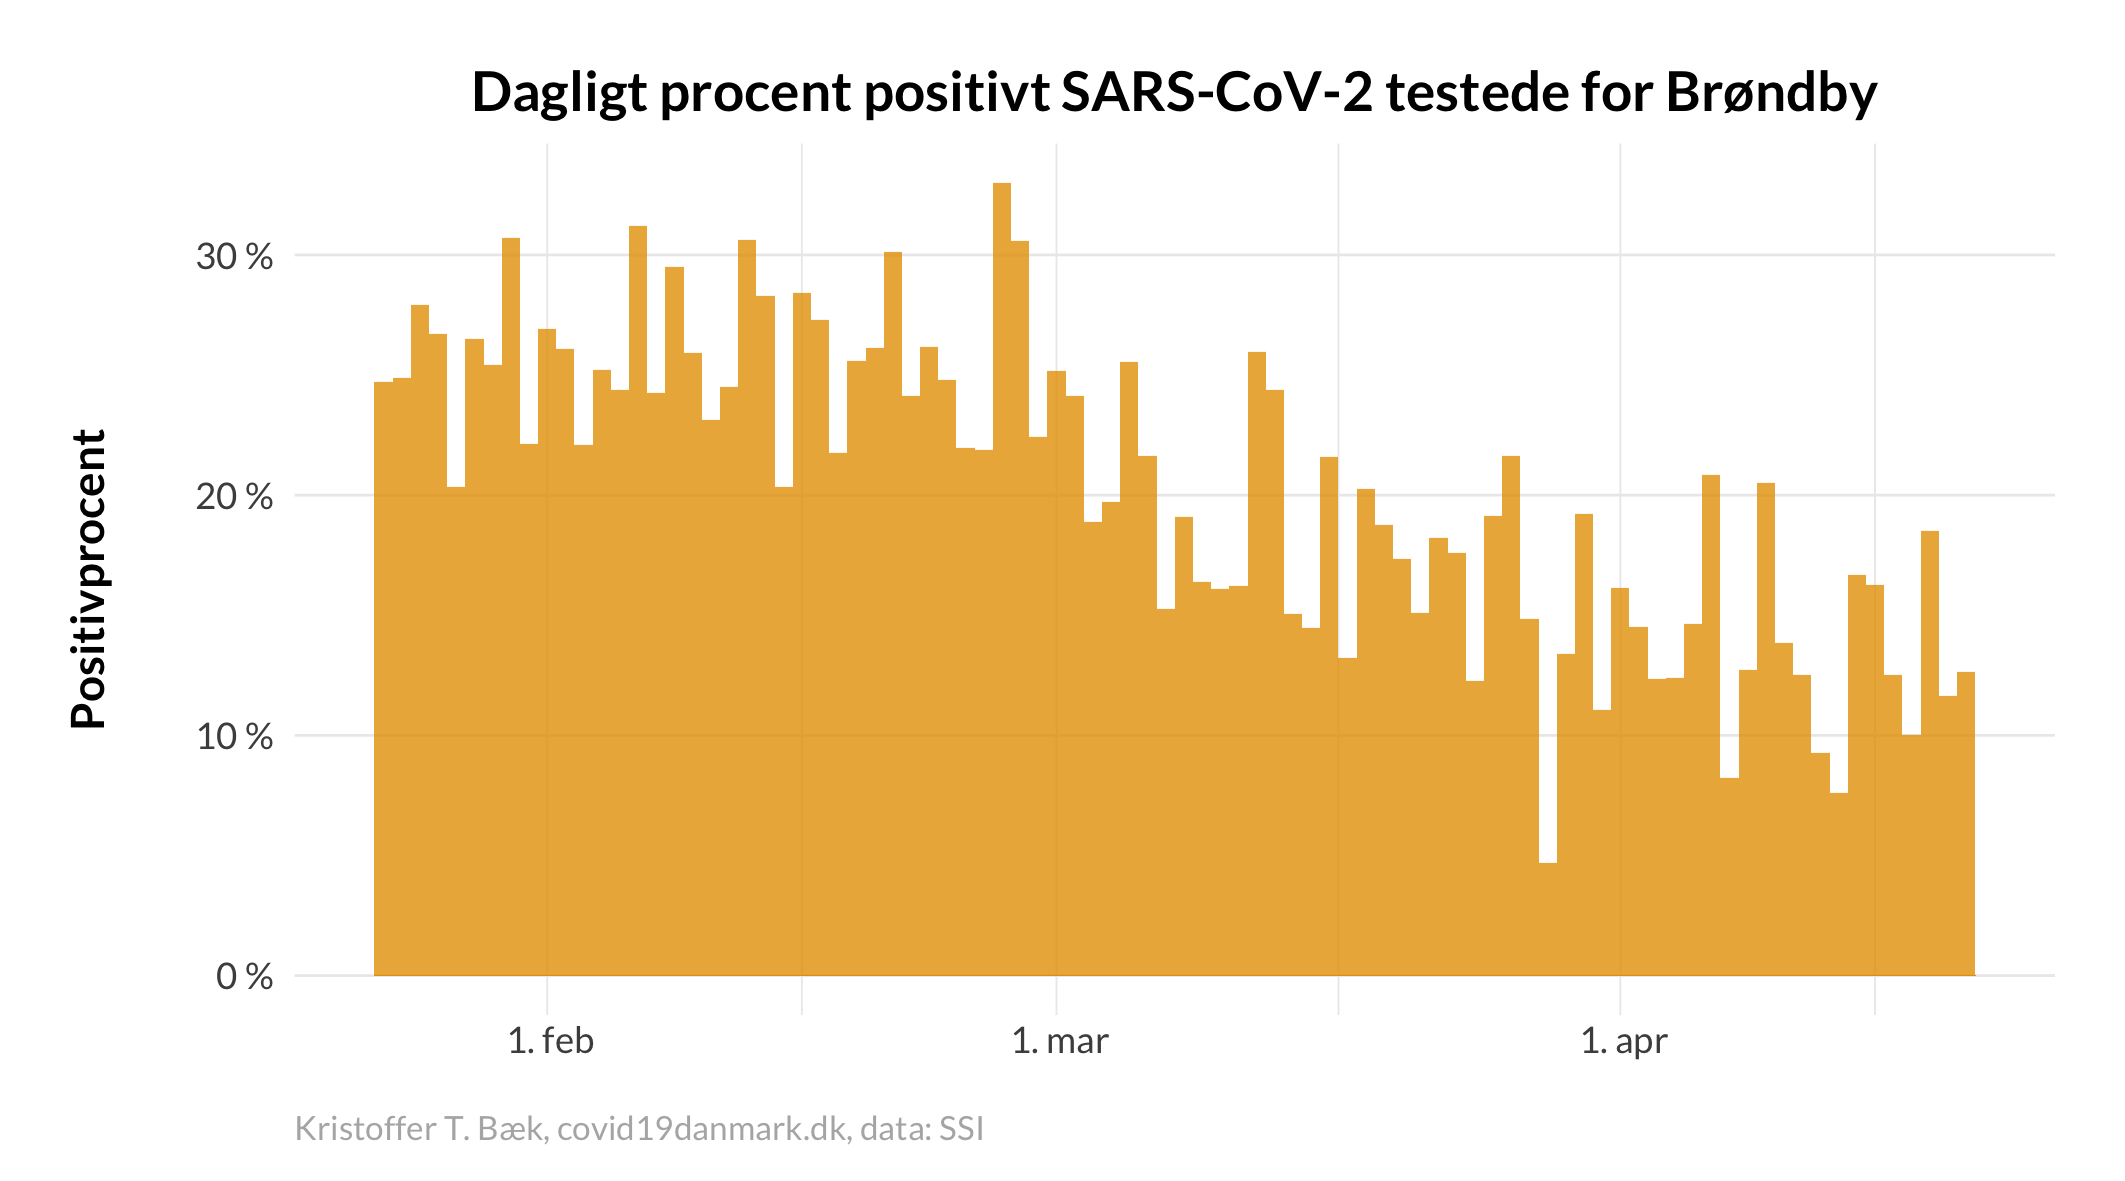 Dagligt procent positivt SARS-CoV-2 testede for Brøndby
Positivprocent
30 %
20 %
10 %
0 %
1. feb
1. mar
1. apr
Kristoffer T. Bæk, covid19danmark.dk, data: SSI